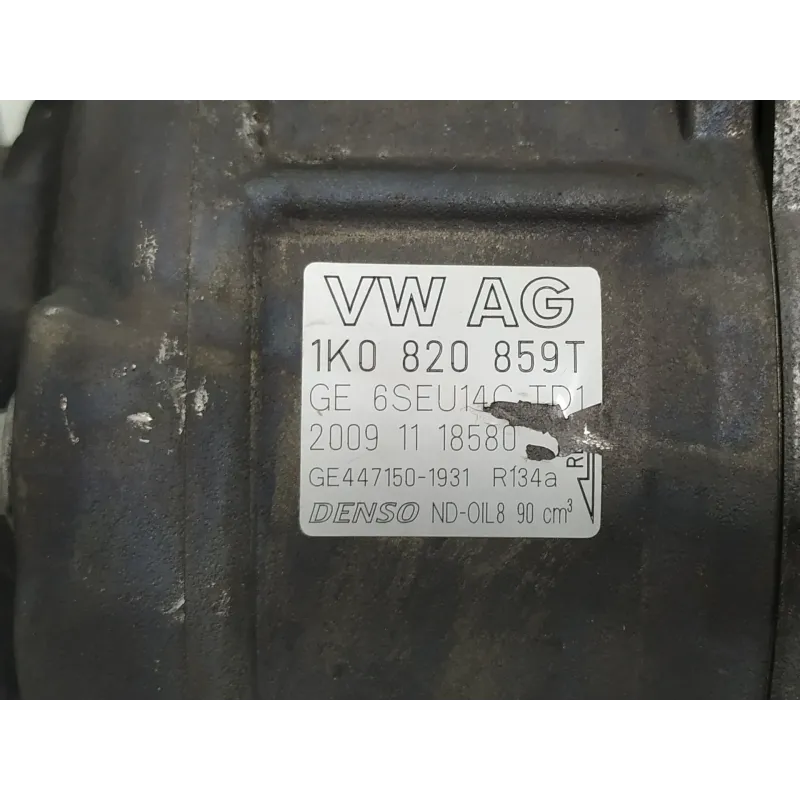 VW AG
1K0 820 859T
GE 6SEU14C TD1
2009 11 18580
GE447150-1931 R134a
DENSO ND-OIL8 90 cm³